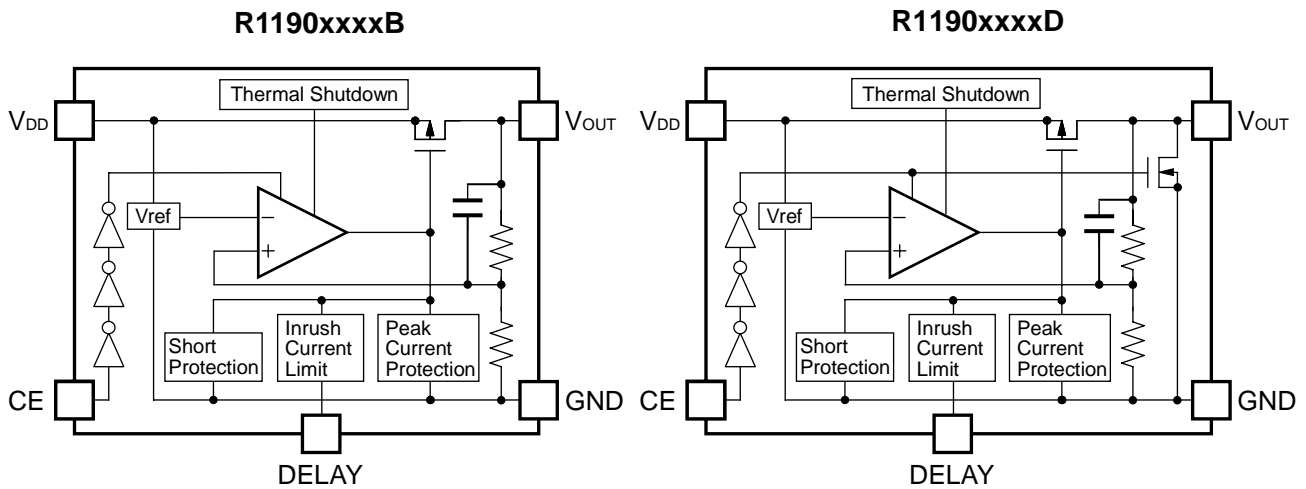 R1190xxxxB
Thermal Shutdown
VDD
VOUT
Vref
−
+
Short
Protection
Inrush
Current
Limit
Peak
Current
Protection
CE
GND
DELAY
R1190xxxxD
Thermal Shutdown
VDD
VOUT
Vref
−
+
Short
Protection
Inrush
Current
Limit
Peak
Current
Protection
CE
GND
DELAY